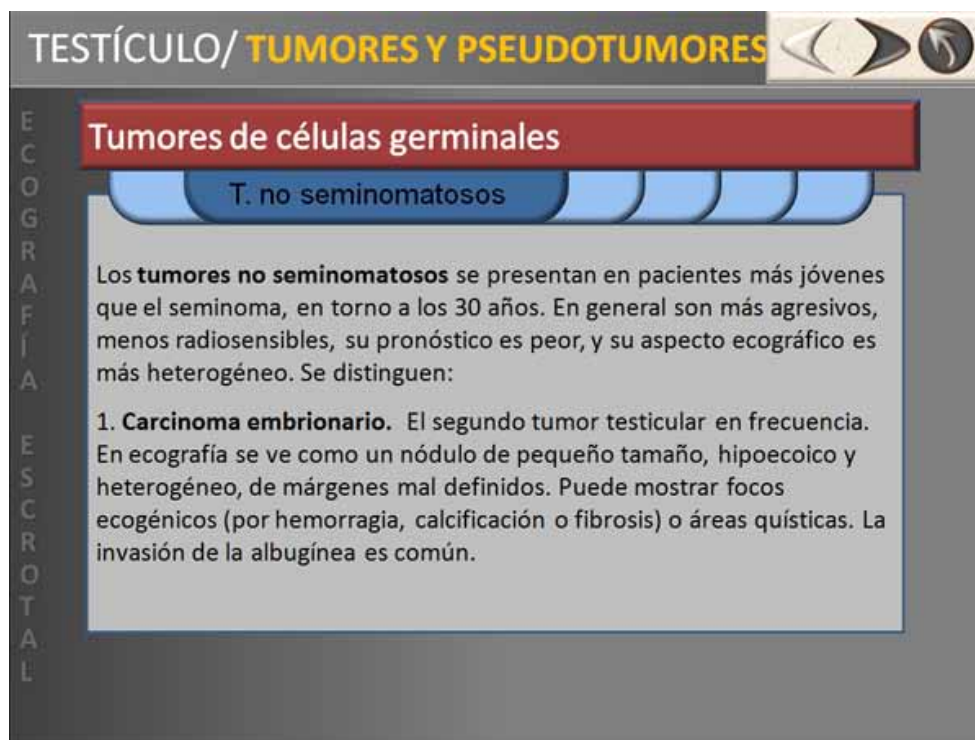 TESTÍCULO/ TUMORES Y PSEUDOTUMORES
ECOGRAFÍA ESCROTAL
Tumores de células germinales
T. no seminomatosos
Los tumores no seminomatosos se presentan en pacientes más jóvenes
que el seminoma, en torno a los 30 años. En general son más agresivos,
menos radiosensibles, su pronóstico es peor, y su aspecto ecográfico es
más heterogéneo. Se distinguen:
1. Carcinoma embrionario. El segundo tumor testicular en frecuencia.
En ecografía se ve como un nódulo de pequeño tamaño, hipoecoico y
heterogéneo, de márgenes mal definidos. Puede mostrar focos
ecogénicos (por hemorragia, calcificación o fibrosis) o áreas quísticas. La
invasión de la albugínea es común.